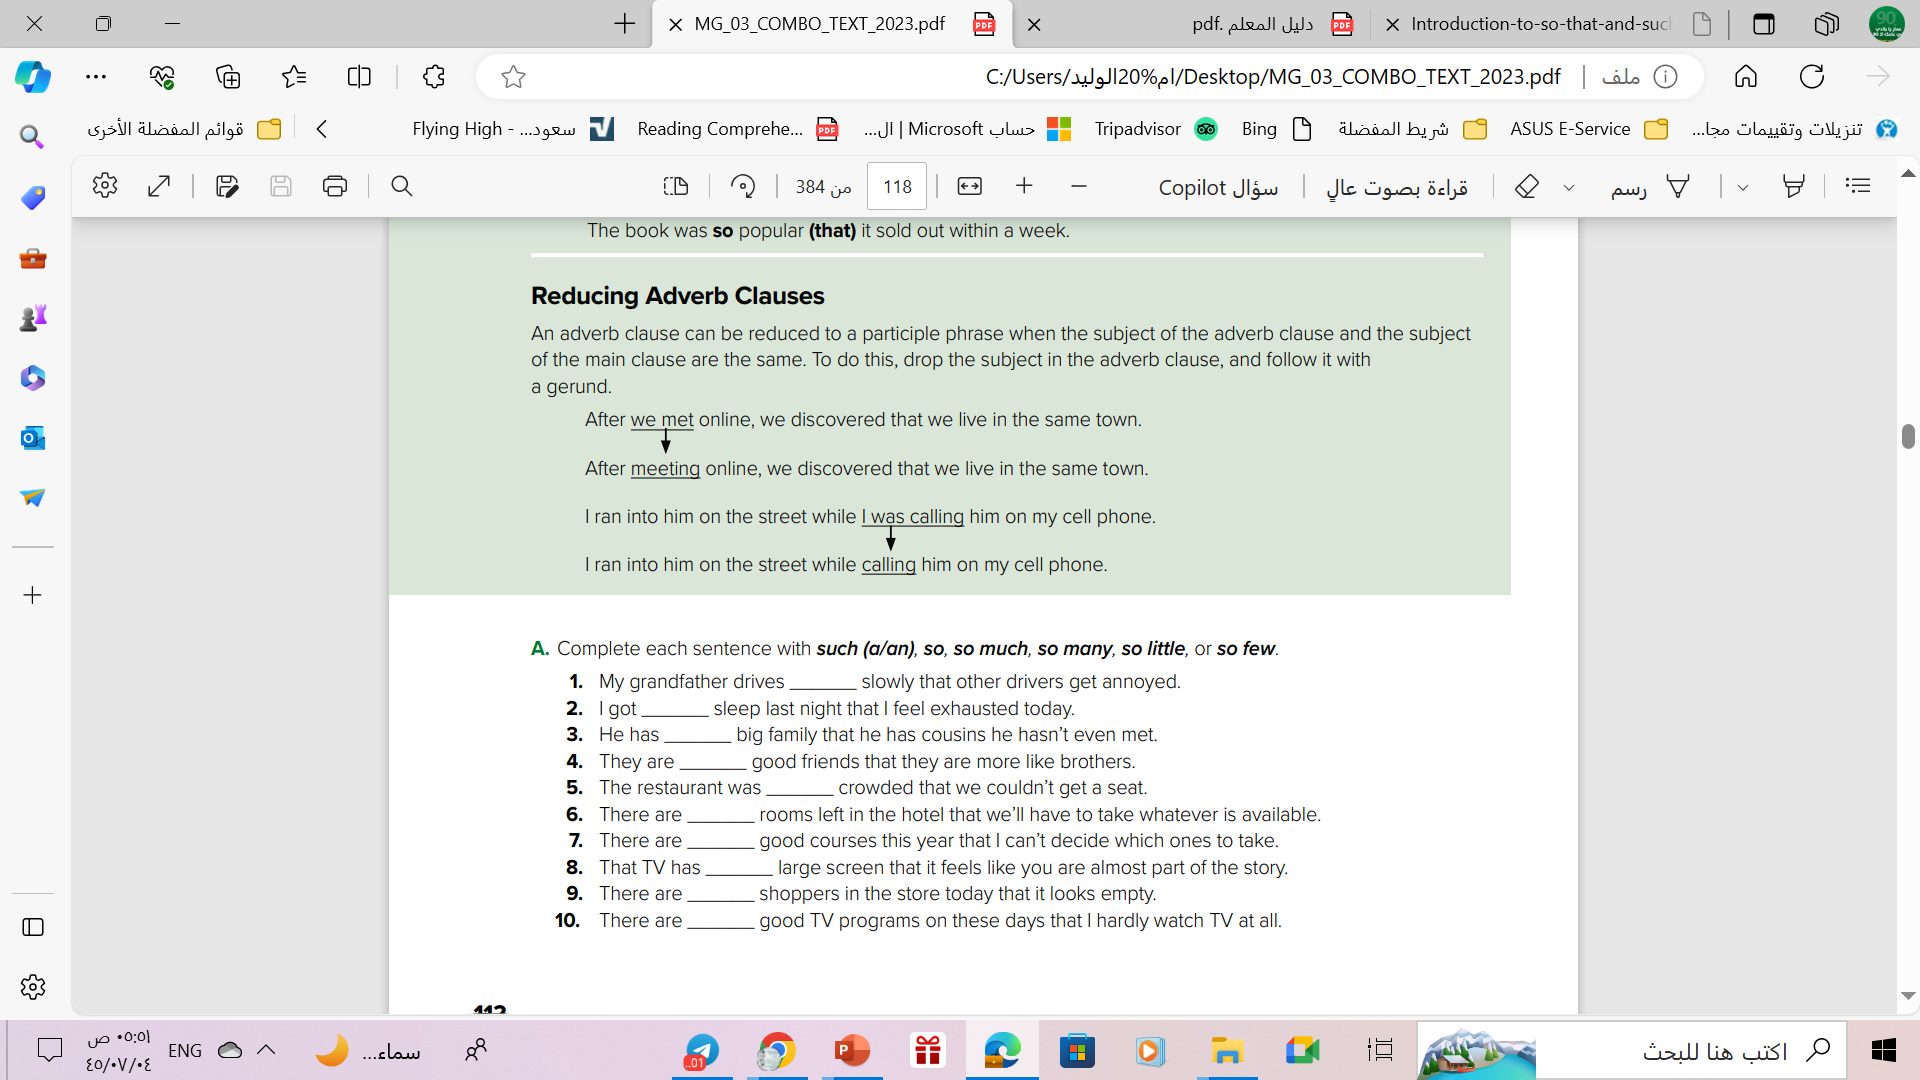 MG_03_COMBO_TEXT_2023.pdf
دليل المعلم .pdf
Introduction-to-so-that-and-suc
C:/Users/ام%20الوليد/Desktop/MG_03_COMBO_TEXT_2023.pdf
ملف
قوائم المفضلة الأخرى
Flying High - سعود...
Reading Comprehe...
حساب Microsoft | ال...
Tripadvisor
Bing
شريط المفضلة
ASUS E-Service
تنزيلات وتقييمات مجا...
118 من 384
سؤال Copilot
قراءة بصوت عالٍ
رسم
The book was so popular (that) it sold out within a week.
Reducing Adverb Clauses
An adverb clause can be reduced to a participle phrase when the subject of the adverb clause and the subject
of the main clause are the same. To do this, drop the subject in the adverb clause, and follow it with
a gerund.
After we met online, we discovered that we live in the same town.
After meeting online, we discovered that we live in the same town.
I ran into him on the street while I was calling him on my cell phone.
I ran into him on the street while calling him on my cell phone.
A. Complete each sentence with such (a/an), so, so much, so many, so little, or so few.
1. My grandfather drives ______ slowly that other drivers get annoyed.
2. I got ______ sleep last night that I feel exhausted today.
3. He has ______ big family that he has cousins he hasn't even met.
4. They are ______ good friends that they are more like brothers.
5. The restaurant was ______ crowded that we couldn't get a seat.
6. There are ______ rooms left in the hotel that we'll have to take whatever is available.
7. There are ______ good courses this year that I can't decide which ones to take.
8. That TV has ______ large screen that it feels like you are almost part of the story.
9. There are ______ shoppers in the store today that it looks empty.
10. There are ______ good TV programs on these days that I hardly watch TV at all.
٠٥:٥١ ص
٤٥/٠٧/٠٤
ENG
سماء...
اكتب هنا للبحث